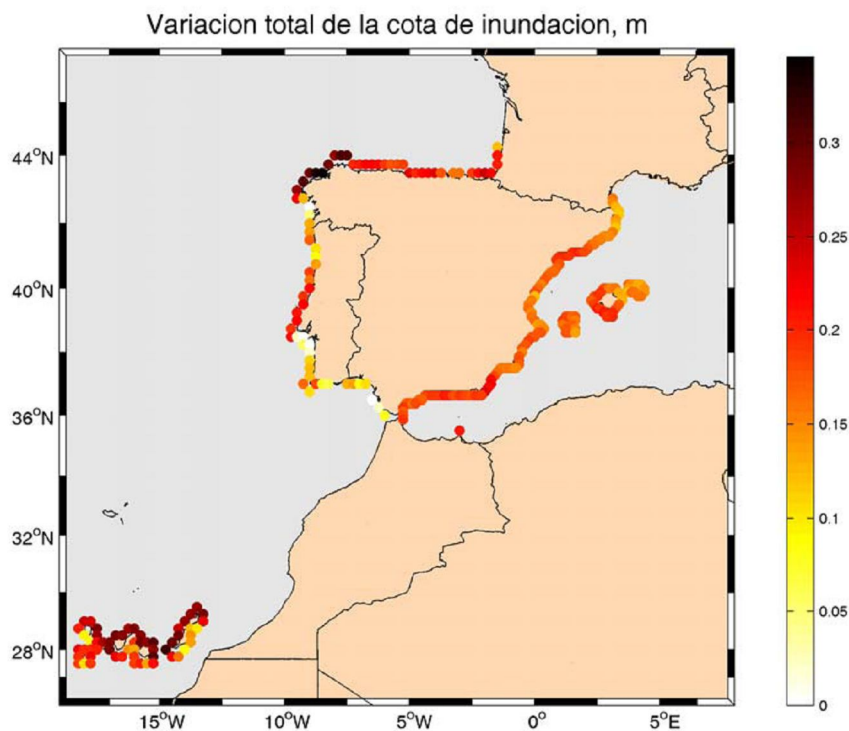 Variacion total de la cota de inundacion, m
44°N
40°N
36°N
32°N
28°N
15°W
10°W
5°W
0°
5°E
0.3
0.25
0.2
0.15
0.1
0.05
0